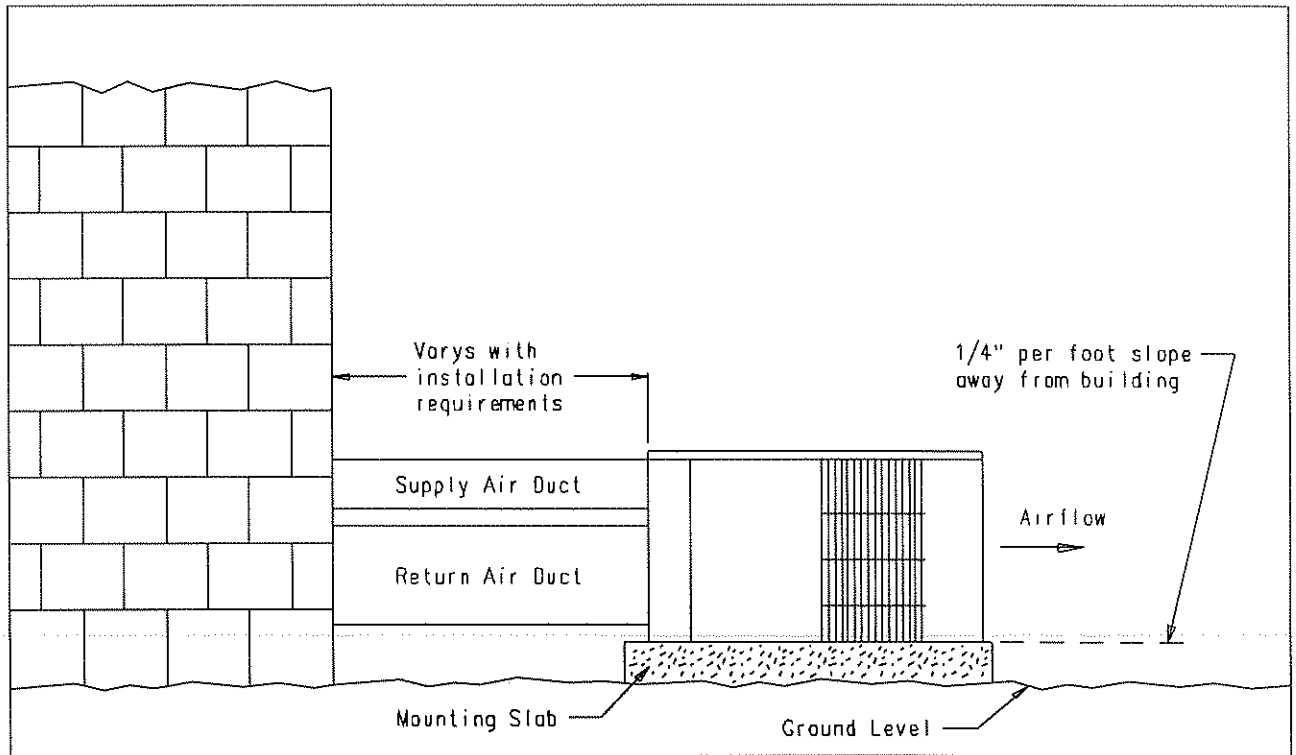 Varys with
installation
requirements
1/4" per foot slope
away from building
Supply Air Duct
Airflow
Return Air Duct
Mounting Slab
Ground Level